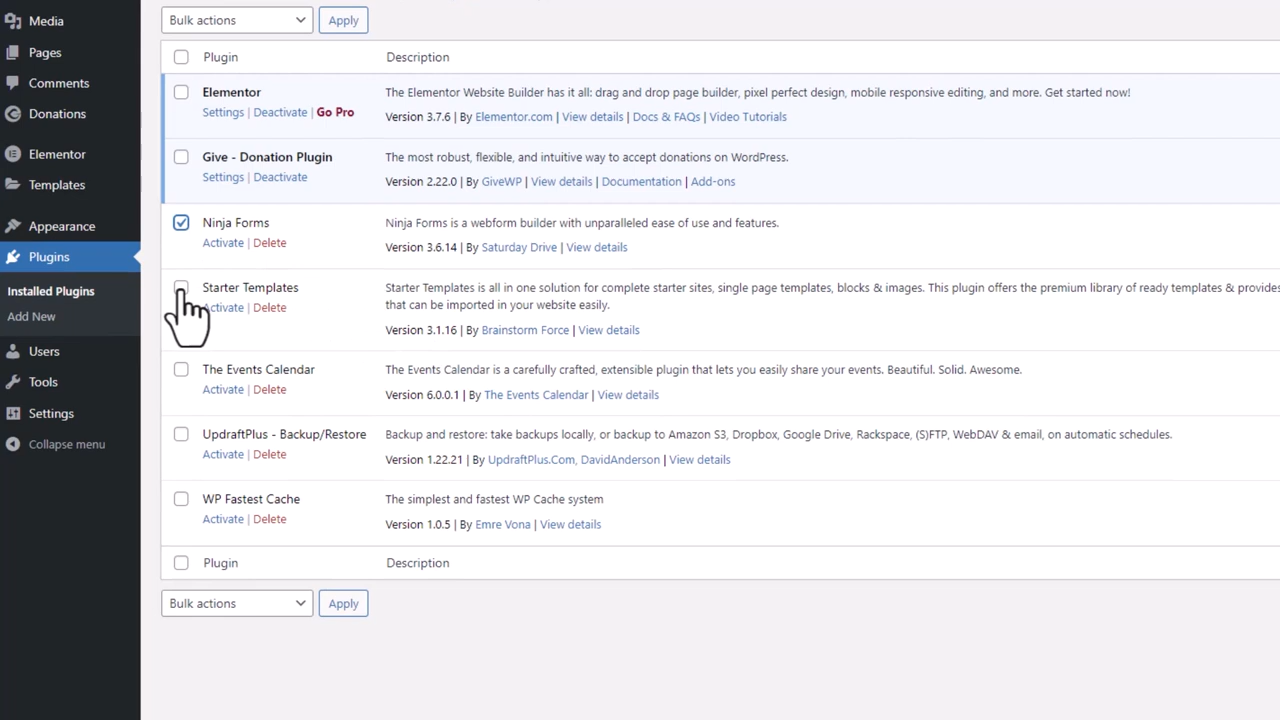 Media
Pages
Comments
Donations
Elementor
Templates
Appearance
Plugins
Installed Plugins
Add New
Users
Tools
Settings
Collapse menu
Bulk actions
Apply
Plugin Description
Elementor
Settings | Deactivate | Go Pro
The Elementor Website Builder has it all: drag and drop page builder, pixel perfect design, mobile responsive editing, and more. Get started now!
Version 3.7.6 | By Elementor.com | View details | Docs & FAQs | Video Tutorials
Give - Donation Plugin
Settings | Deactivate
The most robust, flexible, and intuitive way to accept donations on WordPress.
Version 2.22.0 | By GiveWP | View details | Documentation | Add-ons
Ninja Forms
Activate | Delete
Ninja Forms is a webform builder with unparalleled ease of use and features.
Version 3.6.14 | By Saturday Drive | View details
Starter Templates
Activate | Delete
Starter Templates is all in one solution for complete starter sites, single page templates, blocks & images. This plugin offers the premium library of ready templates & provides
that can be imported in your website easily.
Version 3.1.16 | By Brainstorm Force | View details
The Events Calendar
Activate | Delete
The Events Calendar is a carefully crafted, extensible plugin that lets you easily share your events. Beautiful. Solid. Awesome.
Version 6.0.0.1 | By The Events Calendar | View details
UpdraftPlus - Backup/Restore
Activate | Delete
Backup and restore: take backups locally, or backup to Amazon S3, Dropbox, Google Drive, Rackspace, (S)FTP, WebDAV & email, on automatic schedules.
Version 1.22.21 | By UpdraftPlus.Com, DavidAnderson | View details
WP Fastest Cache
Activate | Delete
The simplest and fastest WP Cache system
Version 1.0.5 | By Emre Vona | View details
Plugin Description
Bulk actions
Apply